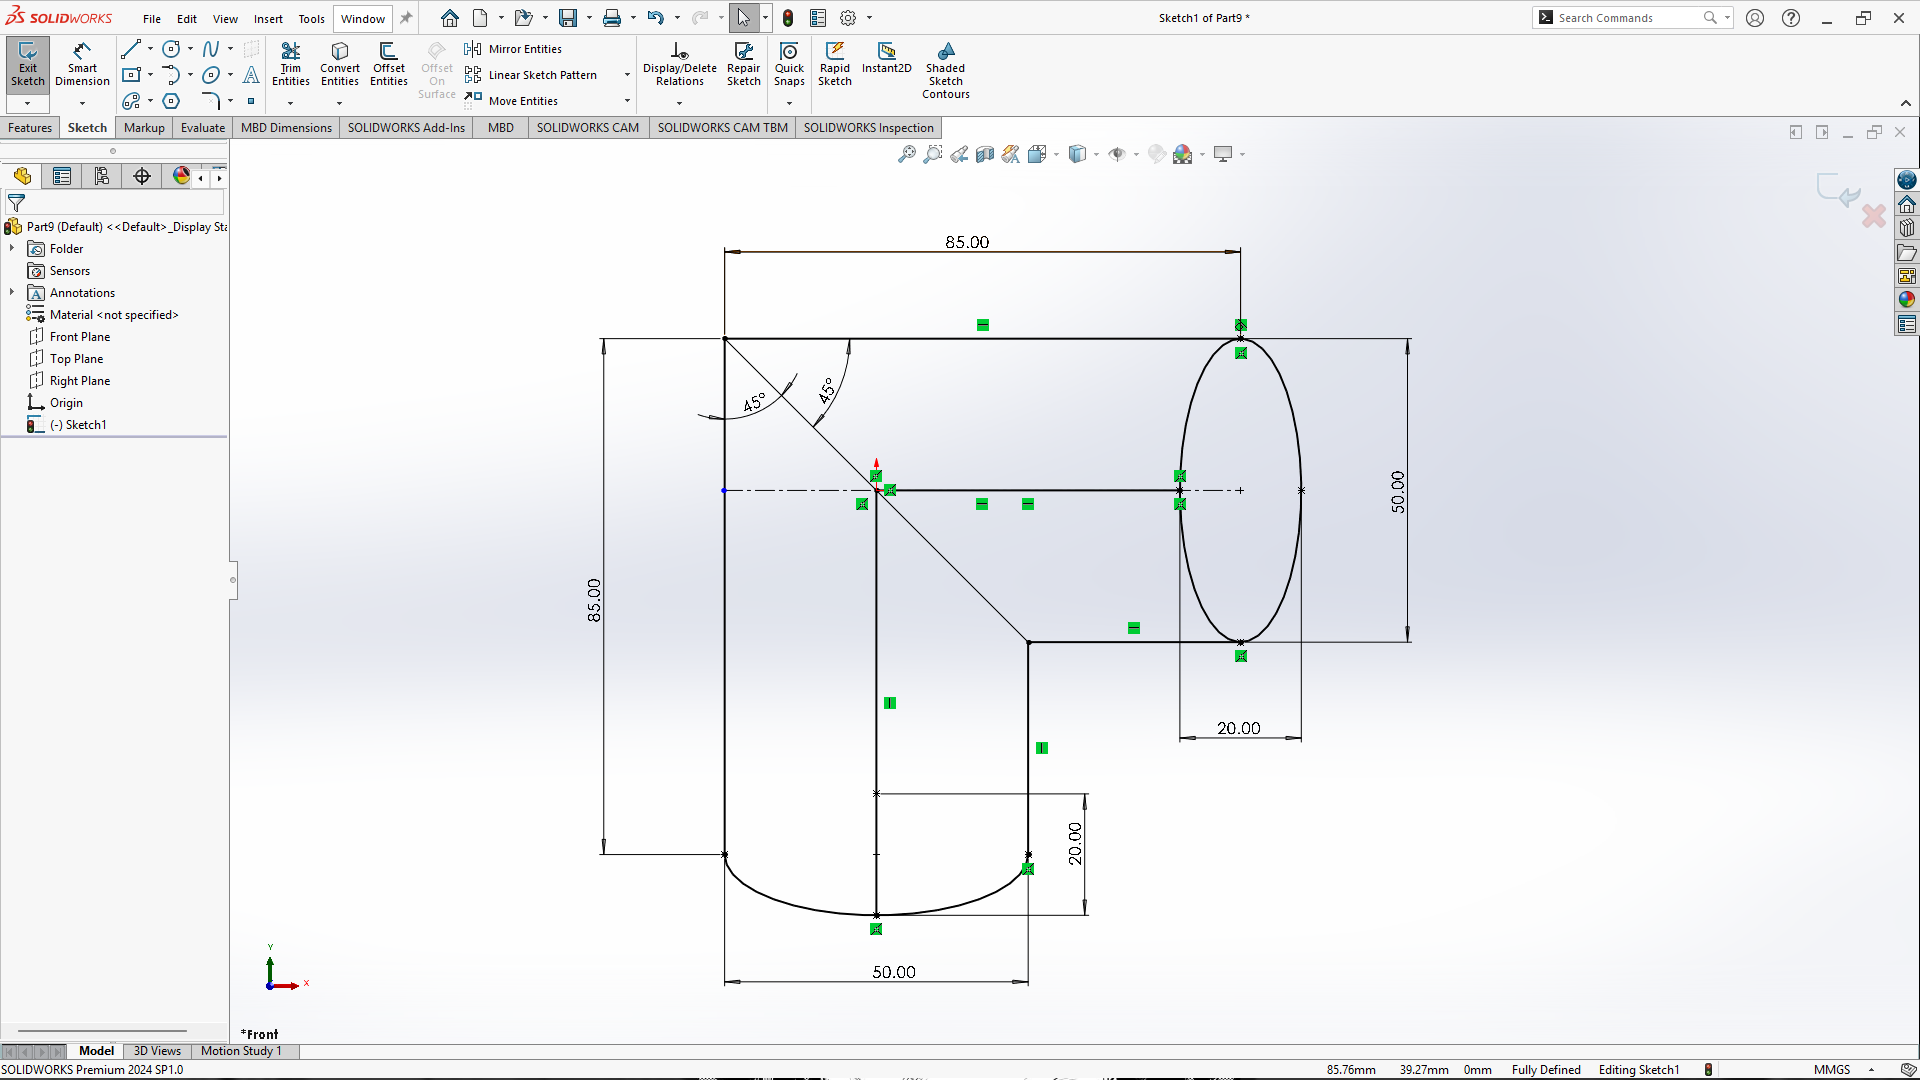 SOLIDWORKS File Edit View Insert Tools Window Sketch1 of Part9 * Search Commands
Exit Sketch
Smart Dimension
Trim Entities
Convert Entities
Offset Entities
Offset On Surface
Mirror Entities
Linear Sketch Pattern
Move Entities
Display/Delete Relations
Repair Sketch
Quick Snaps
Rapid Sketch
Instant2D
Shaded Sketch Contours
Features Sketch Markup Evaluate MBD Dimensions SOLIDWORKS Add-Ins MBD SOLIDWORKS CAM SOLIDWORKS CAM TBM SOLIDWORKS Inspection
Part9 (Default) <<Default>_Display Sta
Folder
Sensors
Annotations
Material <not specified>
Front Plane
Top Plane
Right Plane
Origin
(-) Sketch1
85.00
45°
45°
50.00
85.00
20.00
20.00
50.00
Y
X
*Front
Model 3D Views Motion Study 1
SOLIDWORKS Premium 2024 SP1.0 85.76mm 39.27mm 0mm Fully Defined Editing Sketch1 MMGS